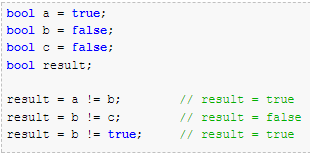 bool a = true;
bool b = false;
bool c = false;
bool result;
result = a != b;        // result = true
result = b != c;        // result = false
result = b != true;     // result = true